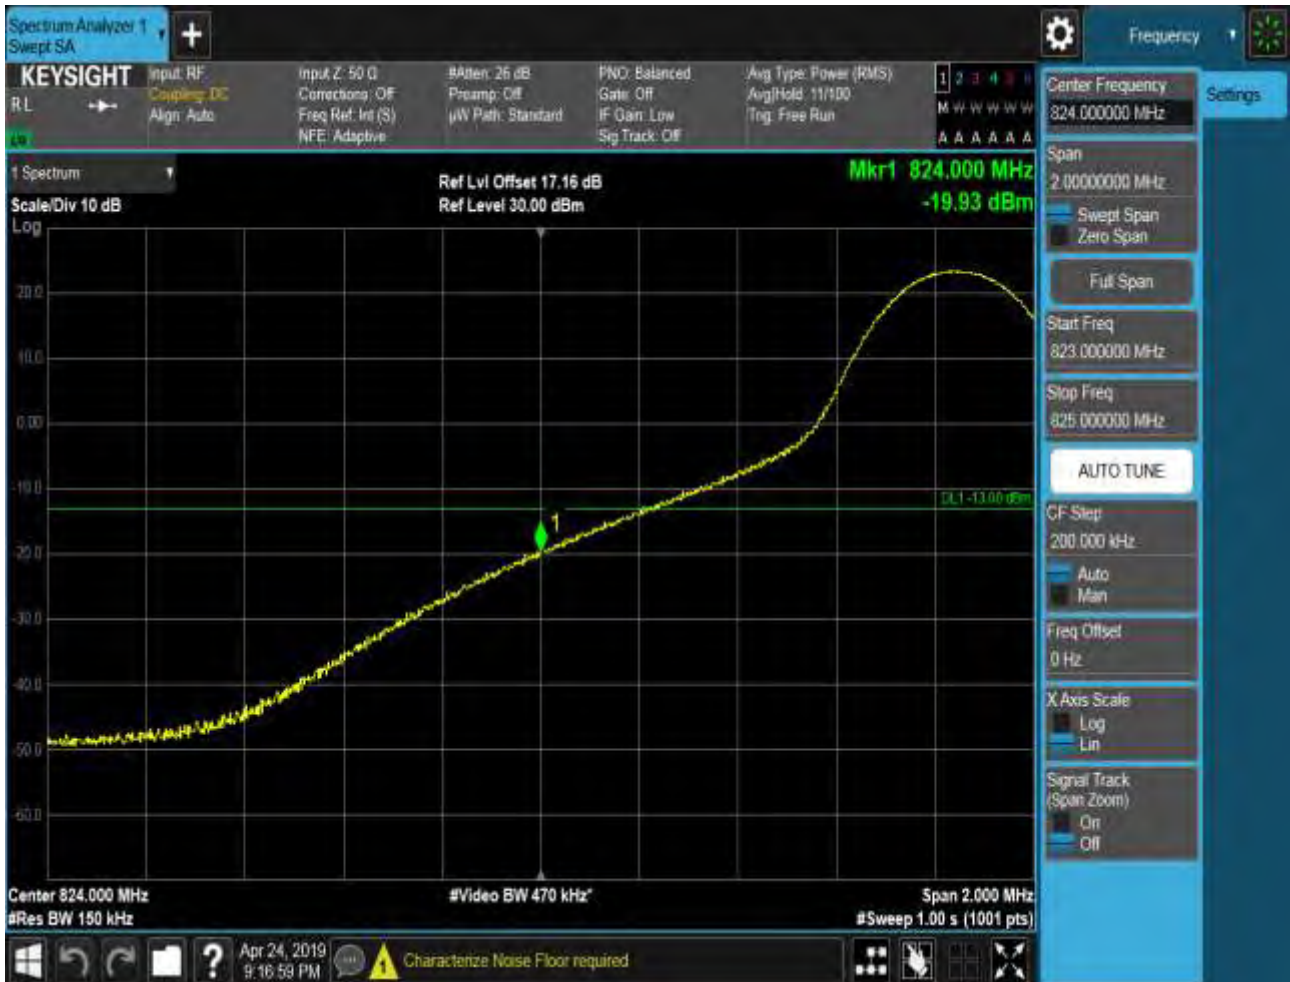 Spectrum Analyzer 1
Swept SA
+
Frequency
KEYSIGHT
RL
Input: RF
Coupling: DC
Align: Auto
Input Z: 50 Ω
Corrections: Off
Freq Ref: Int (S)
NFE: Adaptive
#Atten: 26 dB
Preamp: Off
µW Path: Standard
PNO: Balanced
Gate: Off
IF Gain: Low
Sig Track: Off
Avg Type: Power (RMS)
Avg|Hold: 11/100
Trig: Free Run
1 2 3 4 5 6
M W W W W W
A A A A A A
Center Frequency
824.000000 MHz
Settings
1 Spectrum
Scale/Div 10 dB
Log
Ref Lvl Offset 17.16 dB
Ref Level 30.00 dBm
Mkr1 824.000 MHz
-19.93 dBm
Span
2.00000000 MHz
Swept Span
Zero Span
Full Span
Start Freq
823.000000 MHz
Stop Freq
825.000000 MHz
AUTO TUNE
CF Step
200.000 kHz
Auto
Man
Freq Offset
0 Hz
X Axis Scale
Log
Lin
Signal Track
(Span Zoom)
On
Off
20.0
10.0
0.00
-10.0
-20.0
-30.0
-40.0
-50.0
-60.0
DL1 -13.00 dBm
1
Center 824.000 MHz
#Res BW 150 kHz
#Video BW 470 kHz*
Span 2.000 MHz
#Sweep 1.00 s (1001 pts)
?
Apr 24, 2019
9:16:59 PM
Characterize Noise Floor required